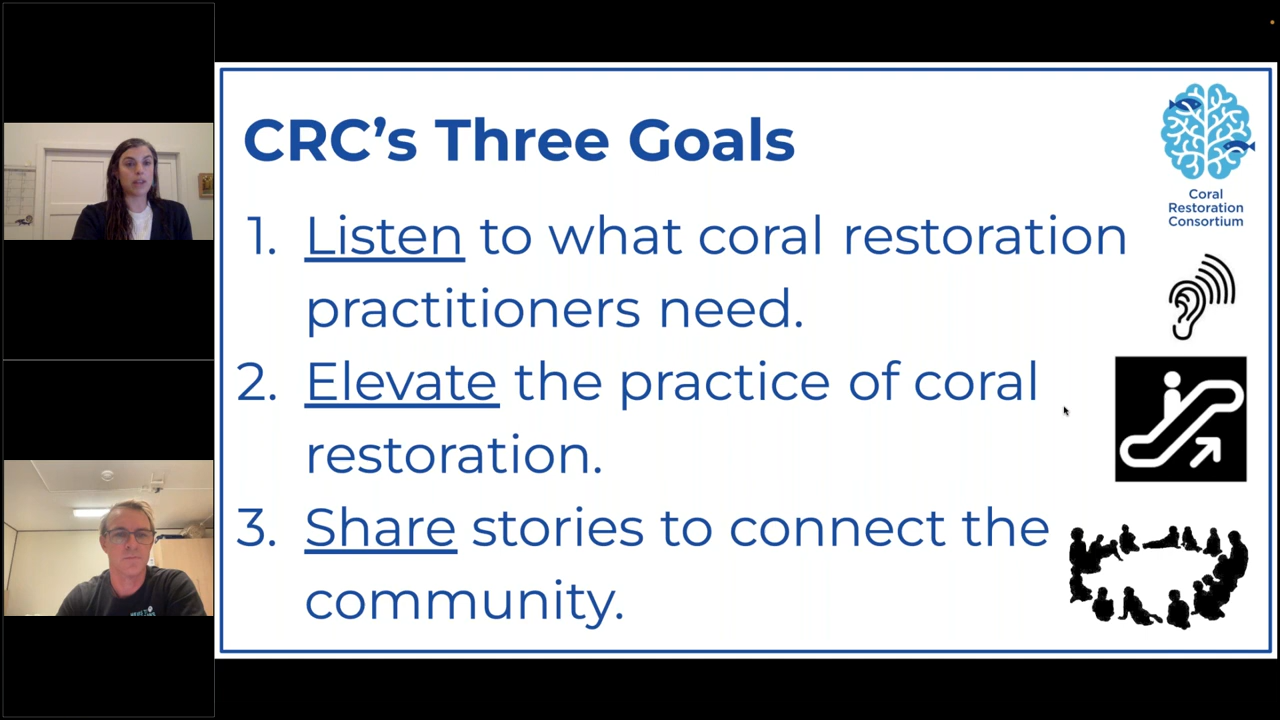 CRC’s Three Goals
Coral
Restoration
Consortium
1. Listen to what coral restoration
practitioners need.
2. Elevate the practice of coral
restoration.
3. Share stories to connect the
community.